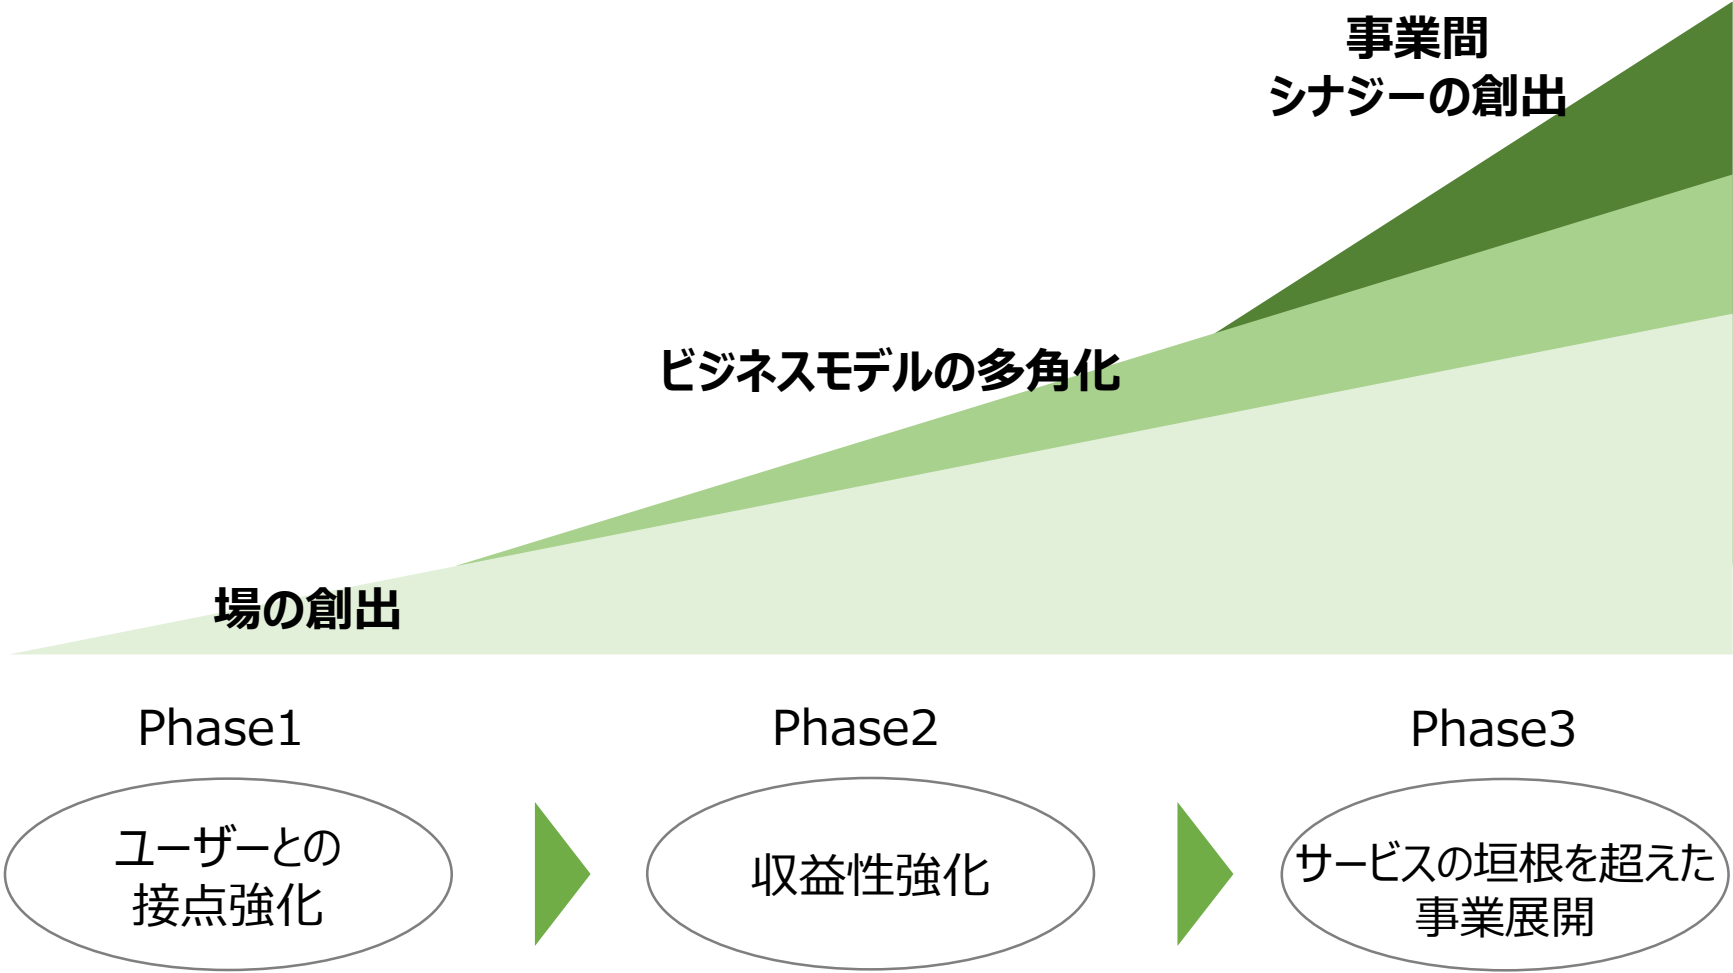 事業間
シナジーの創出
ビジネスモデルの多角化
場の創出
Phase1
Phase2
Phase3
ユーザーとの
接点強化
収益性強化
サービスの垣根を超えた
事業展開